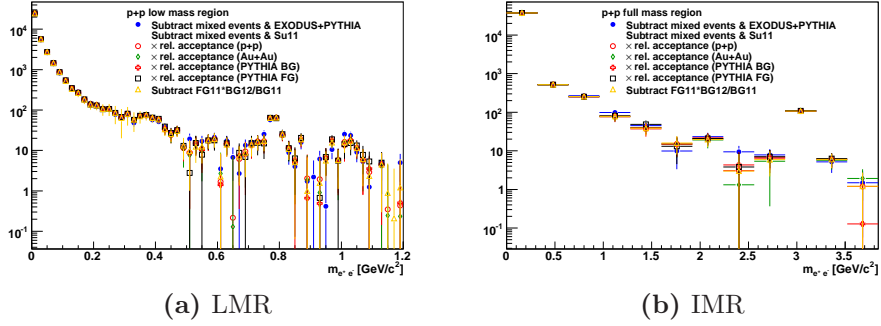 p+p low mass region
Subtract mixed events & EXODUS+PYTHIA
Subtract mixed events & Su11
× rel. acceptance (p+p)
× rel. acceptance (Au+Au)
× rel. acceptance (PYTHIA BG)
× rel. acceptance (PYTHIA FG)
Subtract FG11*BG12/BG11
10⁴
10³
10²
10
1
10⁻¹
0 0.2 0.4 0.6 0.8 1 1.2
m_{e⁺ e⁻} [GeV/c²]
(a) LMR
p+p full mass region
Subtract mixed events & EXODUS+PYTHIA
Subtract mixed events & Su11
× rel. acceptance (p+p)
× rel. acceptance (Au+Au)
× rel. acceptance (PYTHIA BG)
× rel. acceptance (PYTHIA FG)
Subtract FG11*BG12/BG11
10⁴
10³
10²
10
1
10⁻¹
0 0.5 1 1.5 2 2.5 3 3.5
m_{e⁺ e⁻} [GeV/c²]
(b) IMR